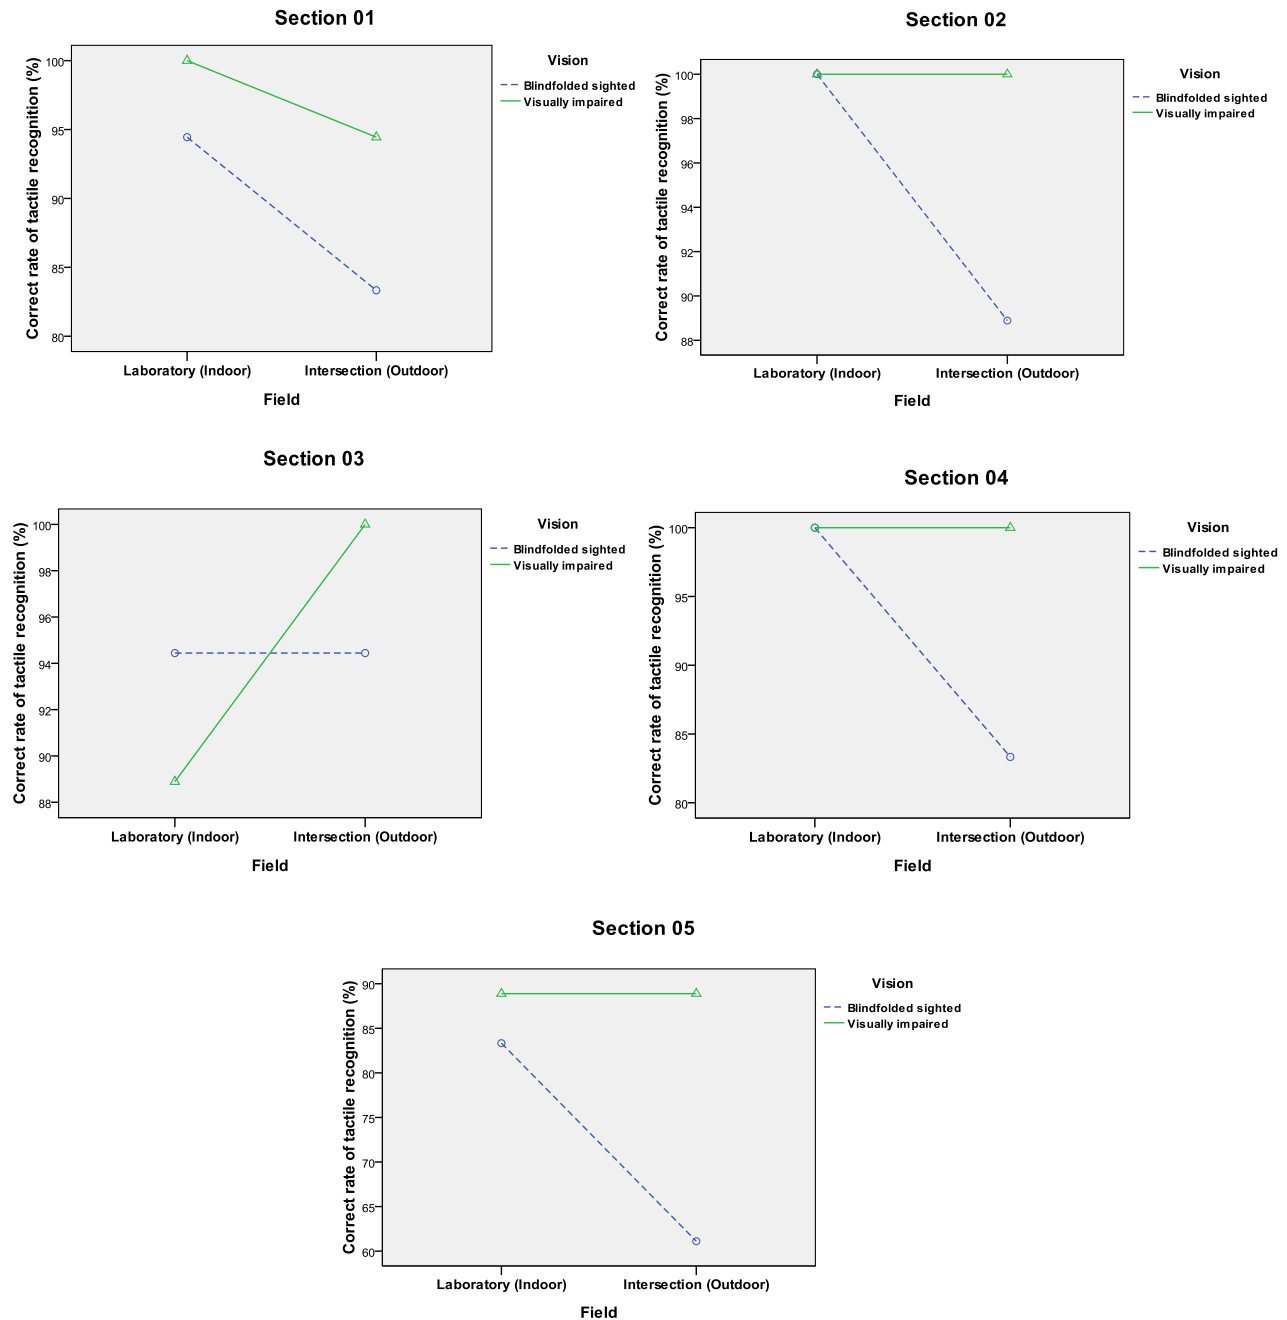 Section 01
Correct rate of tactile recognition (%)
100
95
90
85
80
Laboratory (Indoor)
Intersection (Outdoor)
Field
Vision
Blindfolded sighted
Visually impaired
Section 02
Correct rate of tactile recognition (%)
100
98
96
94
92
90
88
Laboratory (Indoor)
Intersection (Outdoor)
Field
Vision
Blindfolded sighted
Visually impaired
Section 03
Correct rate of tactile recognition (%)
100
98
96
94
92
90
88
Laboratory (Indoor)
Intersection (Outdoor)
Field
Vision
Blindfolded sighted
Visually impaired
Section 04
Correct rate of tactile recognition (%)
100
95
90
85
80
Laboratory (Indoor)
Intersection (Outdoor)
Field
Vision
Blindfolded sighted
Visually impaired
Section 05
Correct rate of tactile recognition (%)
90
85
80
75
70
65
60
Laboratory (Indoor)
Intersection (Outdoor)
Field
Vision
Blindfolded sighted
Visually impaired